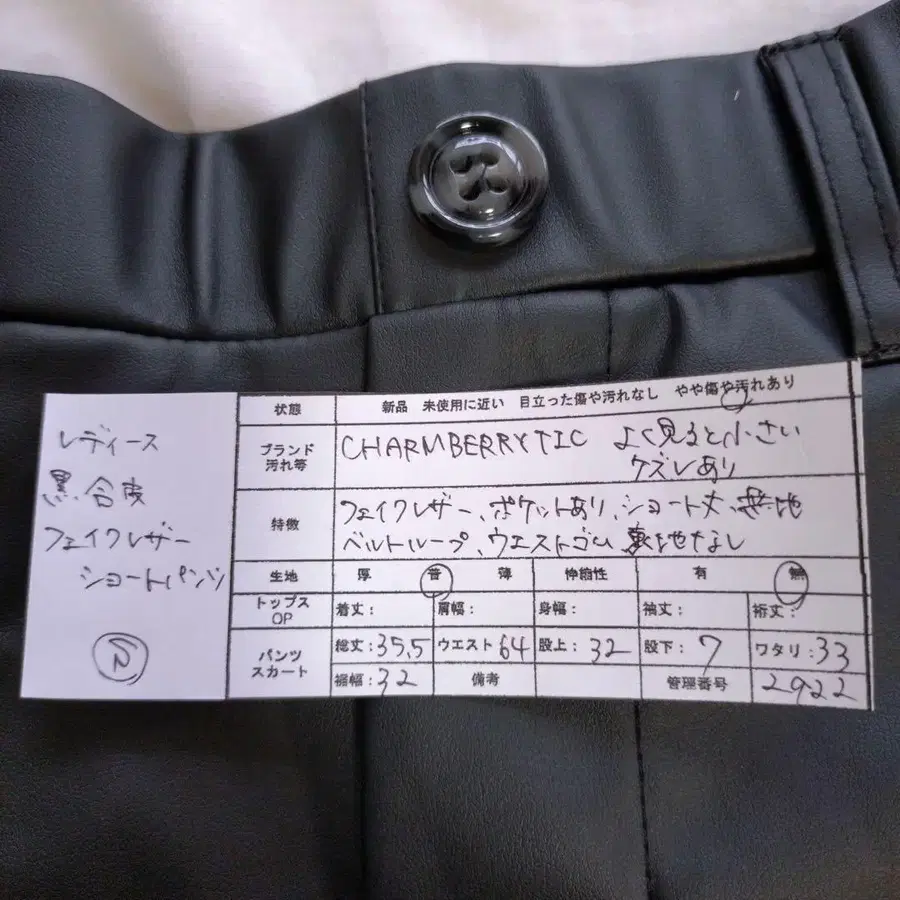 レディース
黒 合皮
フェイクレザー
ショートパンツ
状態 新品 未使用に近い 目立った傷や汚れなし やや傷や汚れあり
ブランド 汚れ等 CHARMBERRYTIC よく見ると小さい
ケズレあり
特徴 フェイクレザー、ポケットあり、ショート丈、無地
ベルトループ、ウエストゴム 裏地なし
生地 厚 普 薄 伸縮性 有 無
トップス OP 着丈: 肩幅: 身幅: 袖丈: 裄丈:
パンツ スカート 総丈:35.5 ウエスト64 股上:32 股下:7 ワタリ:33
裾幅:32 備考 管理番号 2922